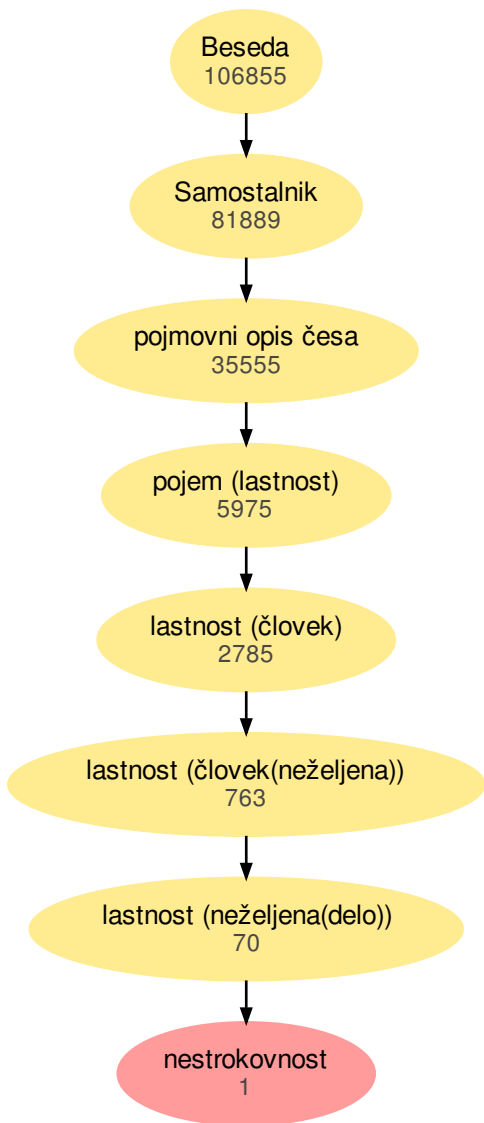 Beseda
106855
Samostalnik
81889
pojmovni opis česa
35555
pojem (lastnost)
5975
lastnost (človek)
2785
lastnost (človek(neželjena))
763
lastnost (neželjena(delo))
70
nestrokovnost
1